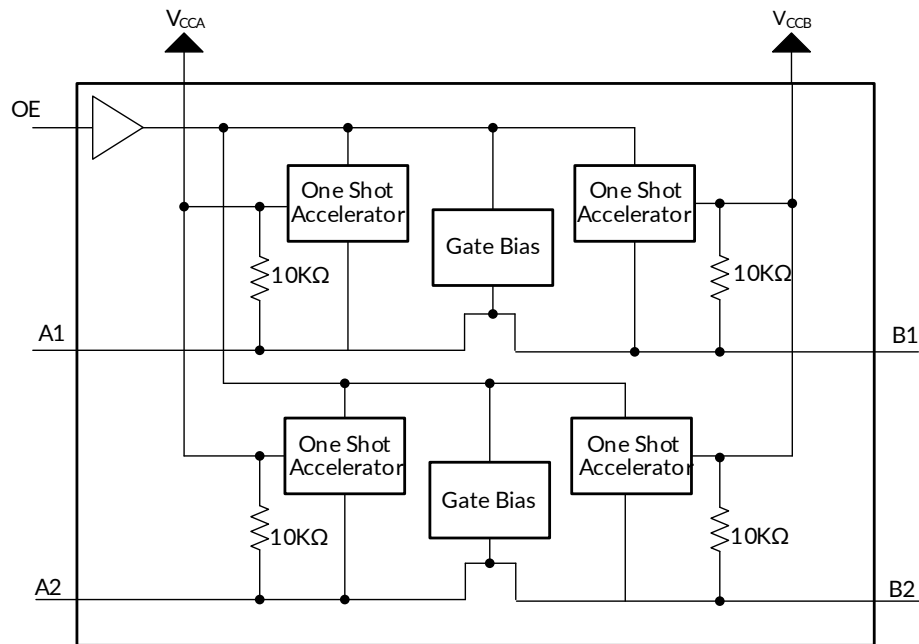 VCCA
VCCB
OE
One Shot
Accelerator
One Shot
Accelerator
Gate Bias
10KΩ
10KΩ
A1
B1
One Shot
Accelerator
One Shot
Accelerator
Gate Bias
10KΩ
10KΩ
A2
B2